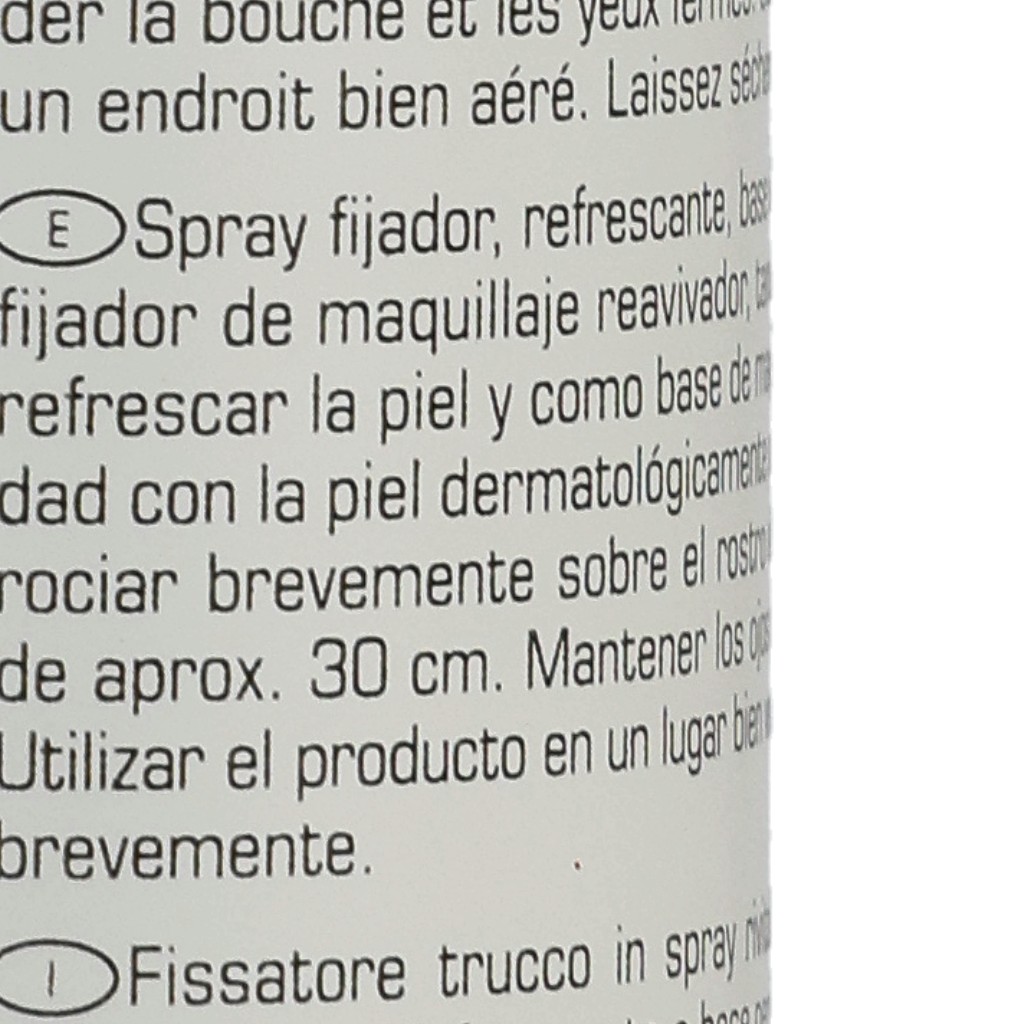 der la bouche et les yeux
un endroit bien aéré. Laissez
E Spray fijador, refrescante,
fijador de maquillaje reavivador,
refrescar la piel y como base de
dad con la piel dermatológicamente
rociar brevemente sobre el rostro
de aprox. 30 cm. Mantener los ojos
Utilizar el producto en un lugar bien
brevemente.
I Fissatore trucco in spray